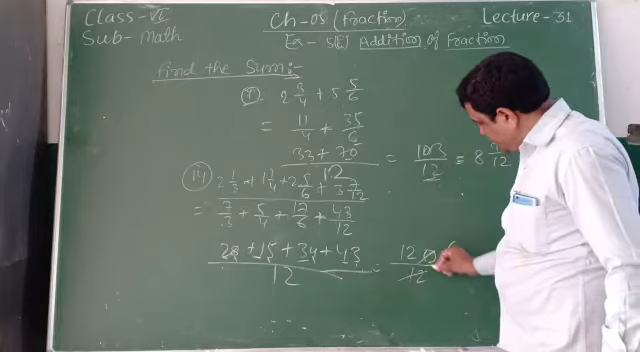 Class-VI
Sub- Math
Ch-05 (Fraction)
Ex- 5(E) Addition of Fraction
Lecture-31
Find the Sum:-
2 3/4 + 5 5/6
= 11/4 + 35/6
33 + 70 / 12 = 103/12 = 8 7/12
14 2 1/3 + 1 1/4 + 2 5/6 + 3 7/12
= 7/3 + 5/4 + 17/6 + 43/12
28 + 15 + 34 + 43 / 12 = 120/12